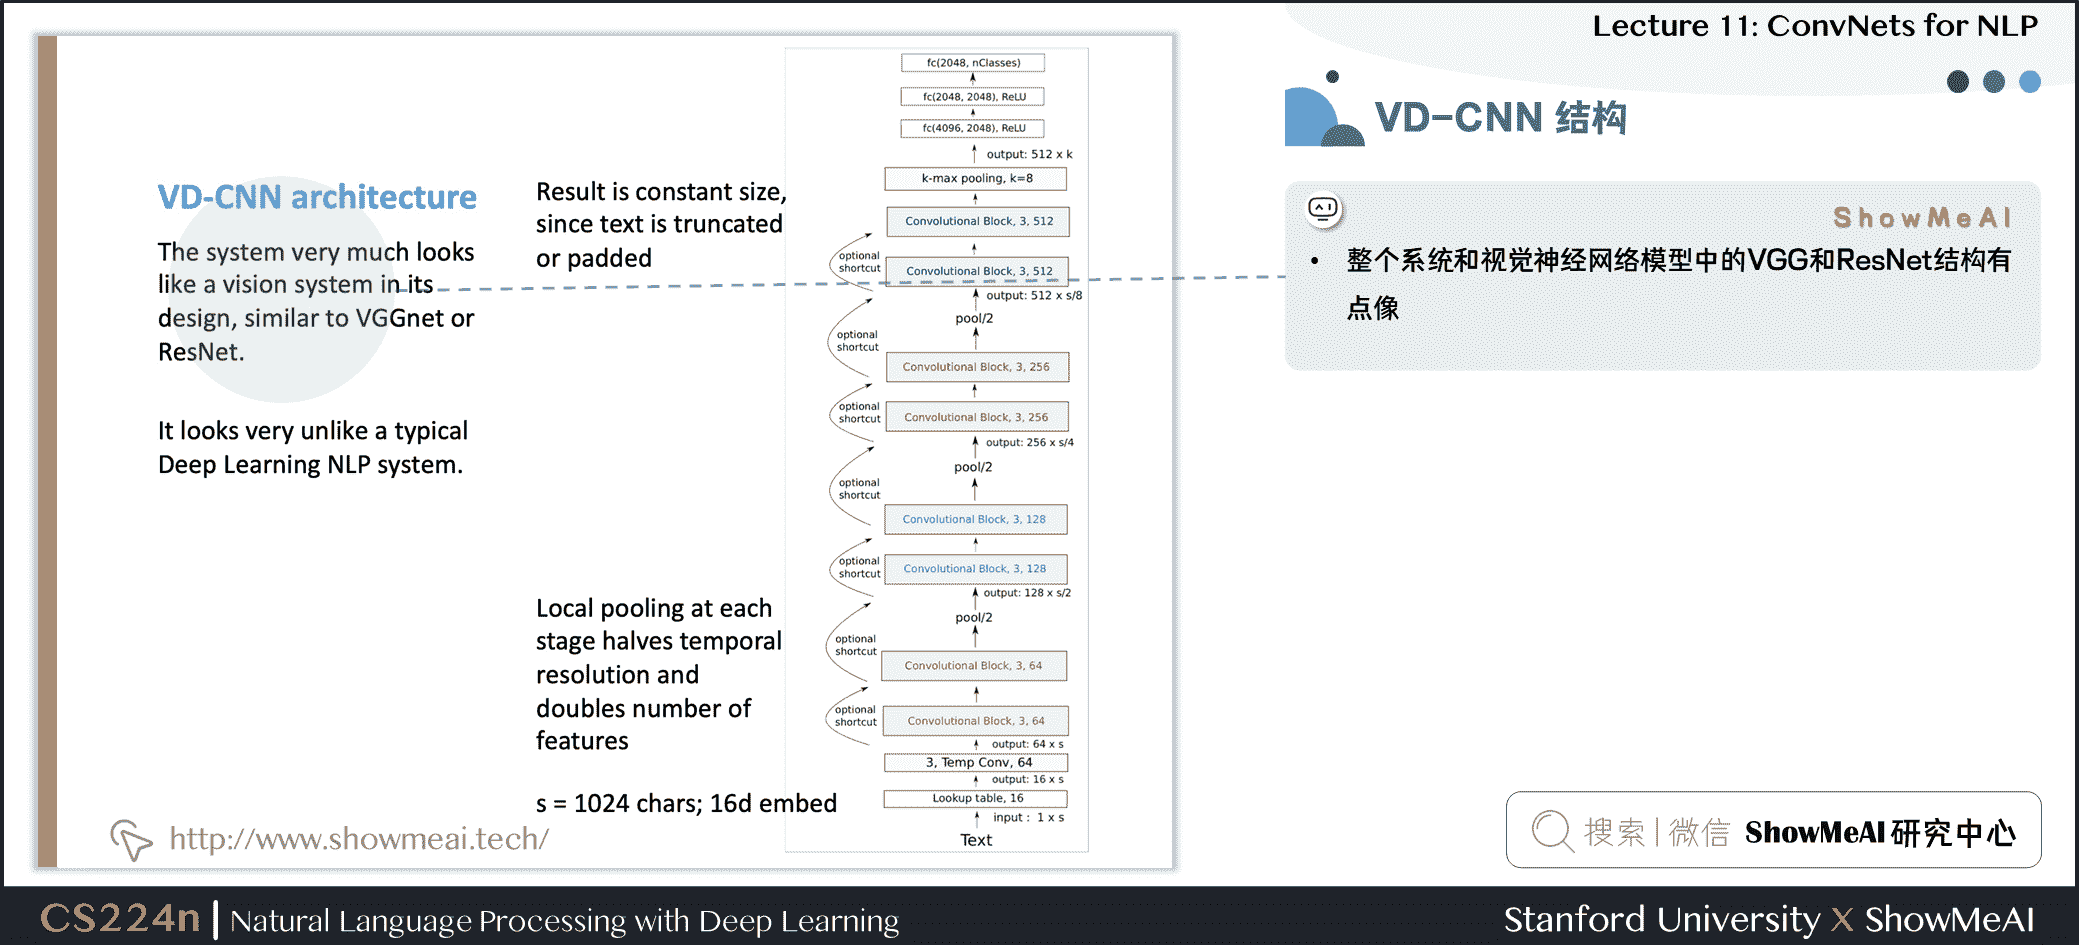 Lecture 11: ConvNets for NLP
VD-CNN 结构
ShowMeAI
• 整个系统和视觉神经网络模型中的VGG和ResNet结构有
点像
VD-CNN architecture
The system very much looks
like a vision system in its
design, similar to VGGnet or
ResNet.
It looks very unlike a typical
Deep Learning NLP system.
Result is constant size,
since text is truncated
or padded
Local pooling at each
stage halves temporal
resolution and
doubles number of
features
s = 1024 chars; 16d embed
fc(2048, nClasses)
fc(2048, 2048), ReLU
fc(4096, 2048), ReLU
output: 512 x k
k-max pooling, k=8
Convolutional Block, 3, 512
optional
shortcut
Convolutional Block, 3, 512
output: 512 x s/8
pool/2
optional
shortcut
Convolutional Block, 3, 256
optional
shortcut
Convolutional Block, 3, 256
output: 256 x s/4
pool/2
optional
shortcut
Convolutional Block, 3, 128
optional
shortcut
Convolutional Block, 3, 128
output: 128 x s/2
pool/2
optional
shortcut
Convolutional Block, 3, 64
optional
shortcut
Convolutional Block, 3, 64
output: 64 x s
3, Temp Conv, 64
output: 16 x s
Lookup table, 16
input : 1 x s
Text
http://www.showmeai.tech/
搜索|微信 ShowMeAI 研究中心
CS224n | Natural Language Processing with Deep Learning
Stanford University X ShowMeAI